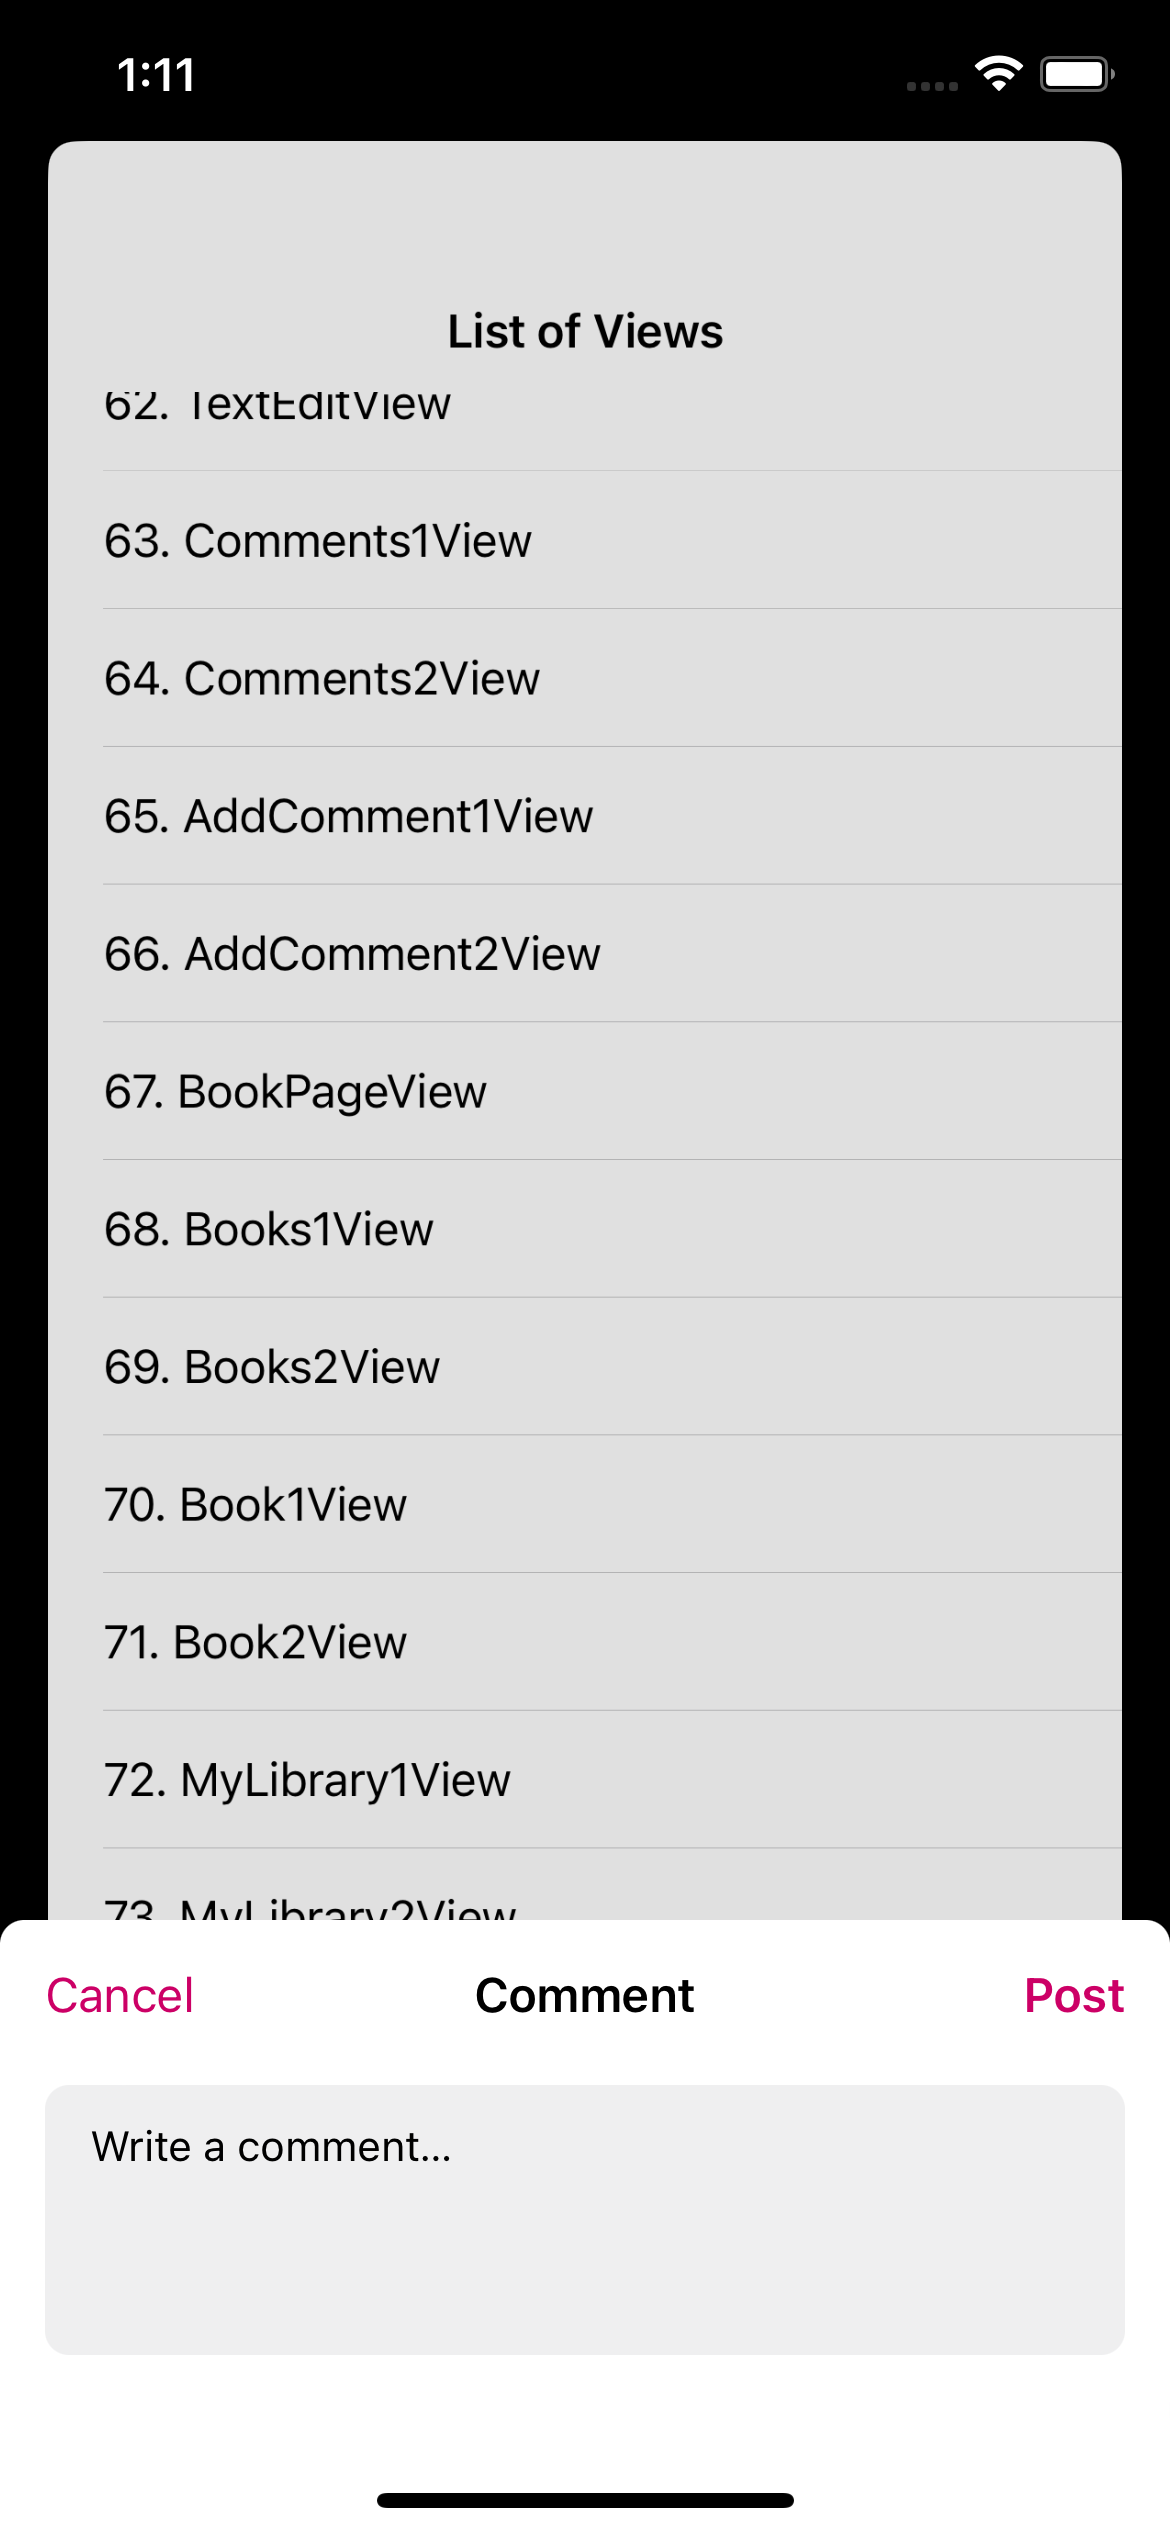 1:11
List of Views
62. TextEditView
63. Comments1View
64. Comments2View
65. AddComment1View
66. AddComment2View
67. BookPageView
68. Books1View
69. Books2View
70. Book1View
71. Book2View
72. MyLibrary1View
73. MyLibrary2View
Cancel Comment Post
Write a comment...